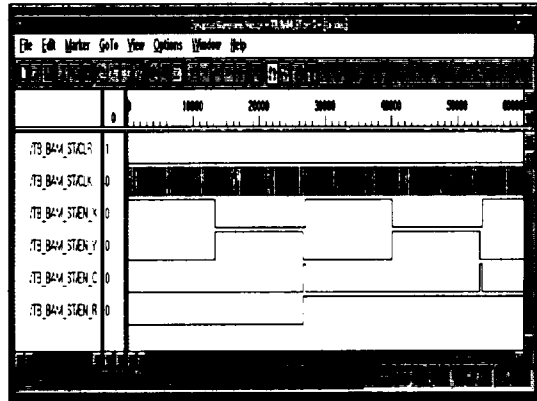 File Edit Marker GoTo View Options Window Help
0 10000 20000 30000 40000 50000 60000
/TB_BAM_ST/CLR 1
/TB_BAM_ST/CLK 0
/TB_BAM_ST/EN_X 0
/TB_BAM_ST/EN_Y 0
/TB_BAM_ST/EN_C 0
/TB_BAM_ST/EN_R 0